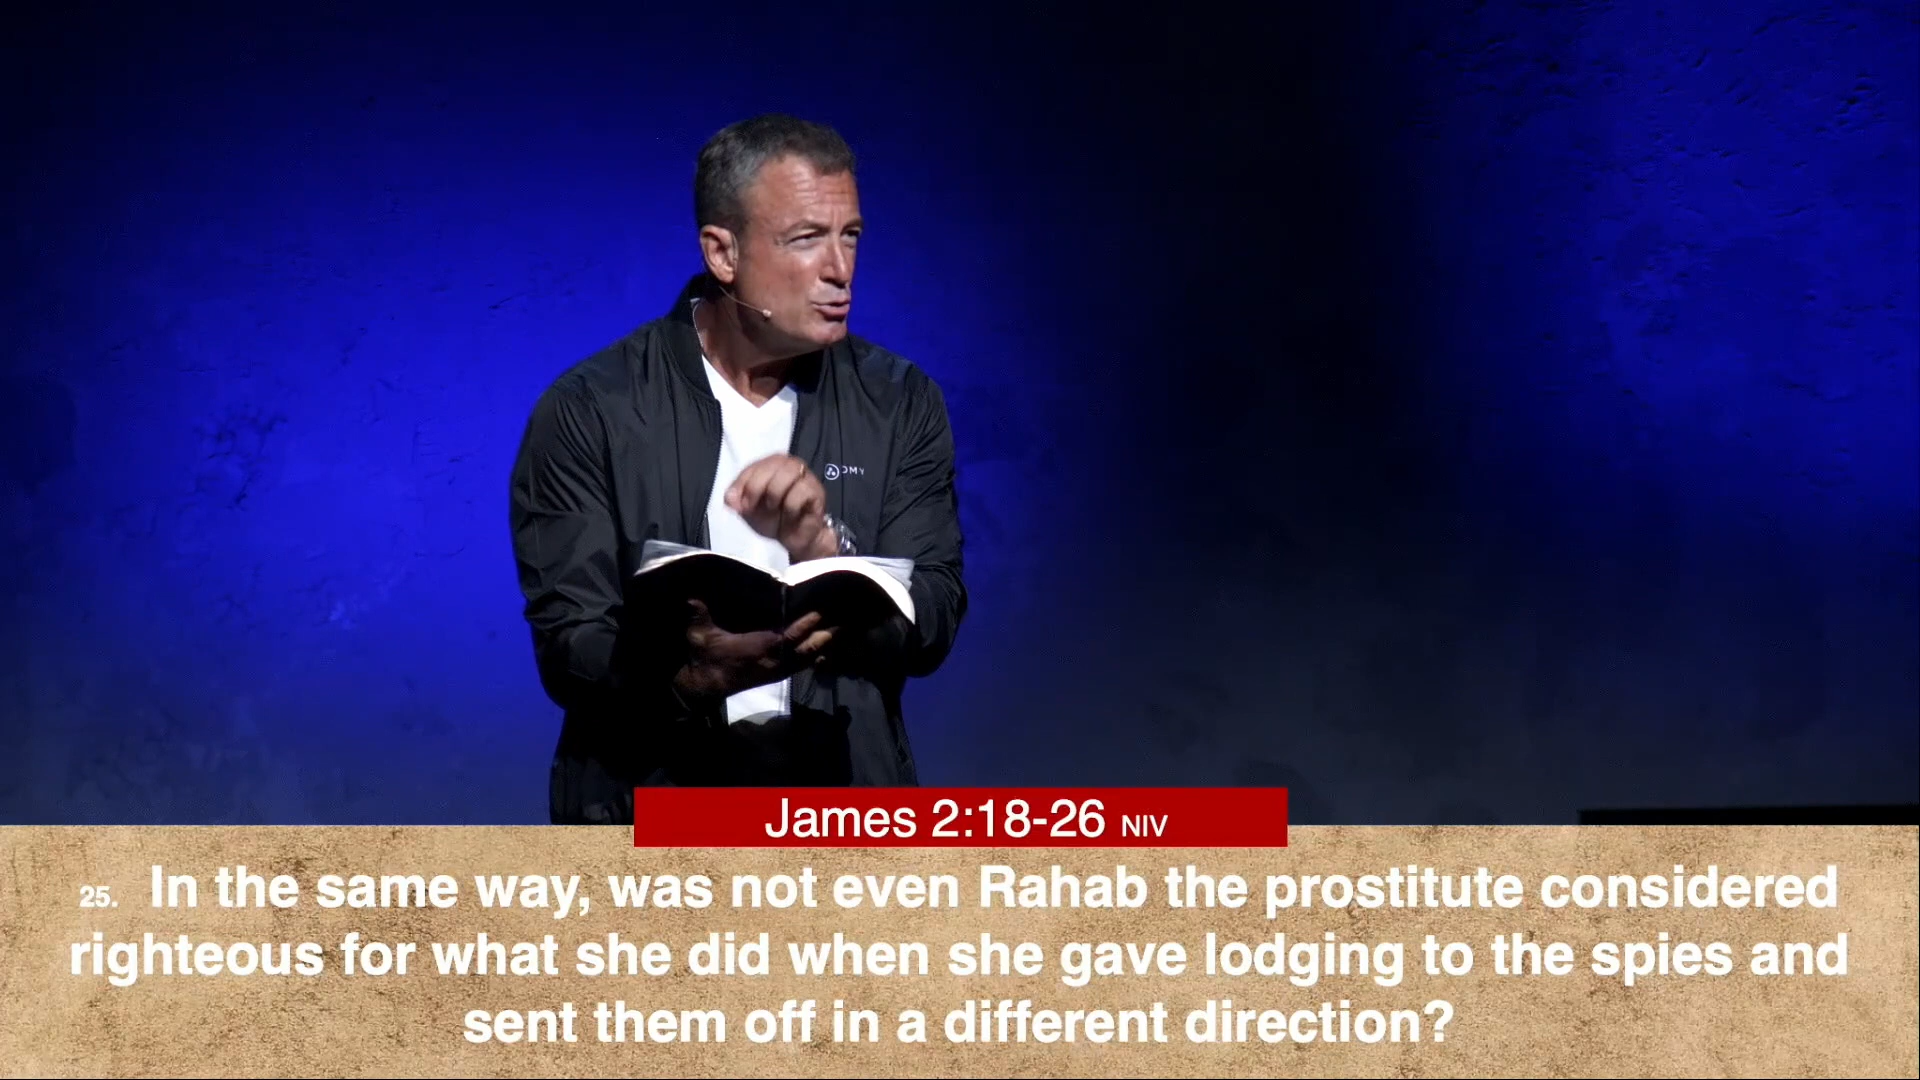 OMY
James 2:18-26 NIV
25. In the same way, was not even Rahab the prostitute considered
righteous for what she did when she gave lodging to the spies and
sent them off in a different direction?